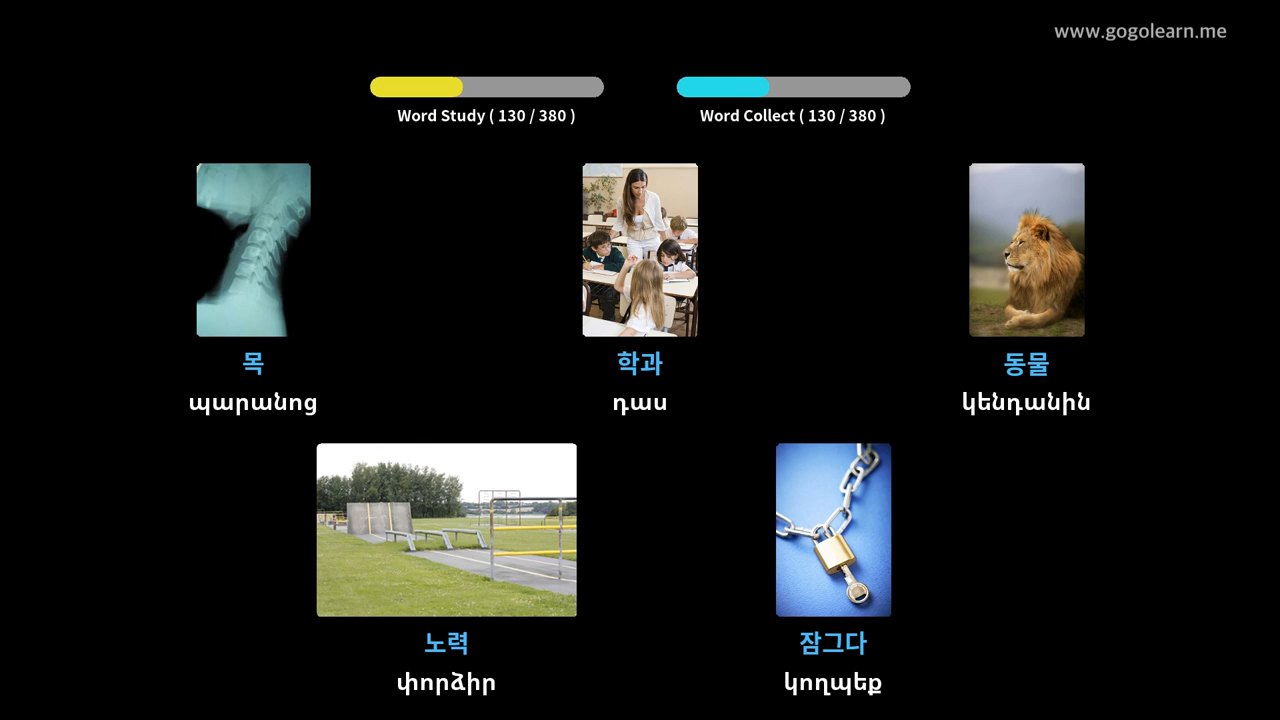 www.gogolearn.me
Word Study ( 130 / 380 )
Word Collect ( 130 / 380 )
목
학과
동물
պարանոց
դաս
կենդանին
노력
잠그다
փորձիր
կողպեք